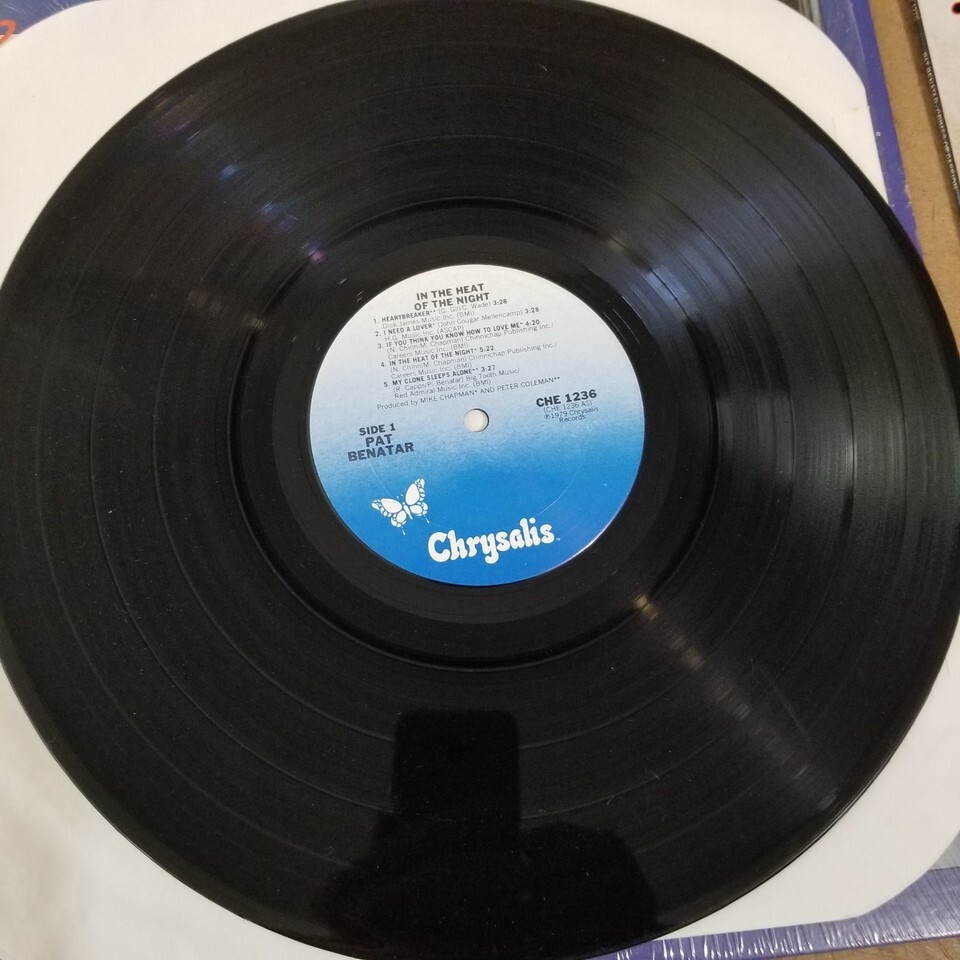 IN THE HEAT
OF THE NIGHT
1. HEARTBREAKER** (G. Gill/C. Wade) 3:26
Dick James Music Inc. (BMI)
2. I NEED A LOVER* (John Cougar Mellencamp) 3:28
H.G. Music Inc. (ASCAP)
3. IF YOU THINK YOU KNOW HOW TO LOVE ME* 4:20
(N. Chinn/M. Chapman) Chinnichap Publishing Inc./
Careers Music Inc. (BMI)
4. IN THE HEAT OF THE NIGHT* 5:22
(N. Chinn/M. Chapman) Chinnichap Publishing Inc./
Careers Music Inc. (BMI)
5. MY CLONE SLEEPS ALONE** 3:27
(R. Capps/P. Benatar) Big Tooth Music/
Red Admiral Music Inc. (BMI)
Produced by MIKE CHAPMAN* AND PETER COLEMAN**
SIDE 1
PAT
BENATAR
CHE 1236
(CHE 1236 AS)
℗1979 Chrysalis
Records
Chrysalis